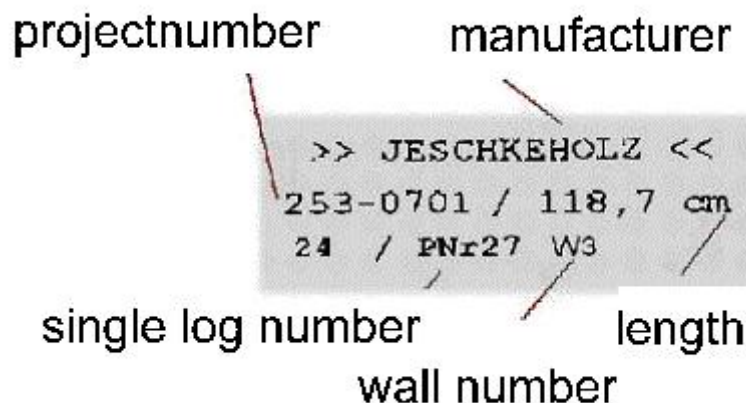 projectnumber manufacturer
>> JESCHKEHOLZ <<
253-0701 / 118,7 cm
24 / PNr27 W3
single log number length
wall number